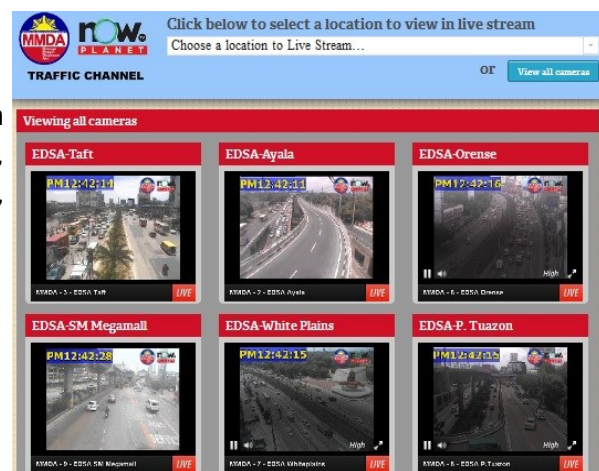 MMDA
now.
PLANET
TRAFFIC CHANNEL
Click below to select a location to view in live stream
Choose a location to Live Stream...
or
View all cameras
Viewing all cameras
EDSA-Taft
EDSA-Ayala
EDSA-Orense
PM12:42:14
PM12:42:11
PM12:42:16
High
MMDA - 3 - EDSA Taft
LIVE
MMDA - 2 - EDSA Ayala
LIVE
MMDA - 6 - EDSA Orense
LIVE
EDSA-SM Megamall
EDSA-White Plains
EDSA-P. Tuazon
PM12:42:28
PM12:42:15
PM12:42:15
High
High
MMDA - 9 - EDSA SM Megamall
LIVE
MMDA - 7 - EDSA Whiteplains
LIVE
MMDA - 8 - EDSA P.Tuazon
LIVE